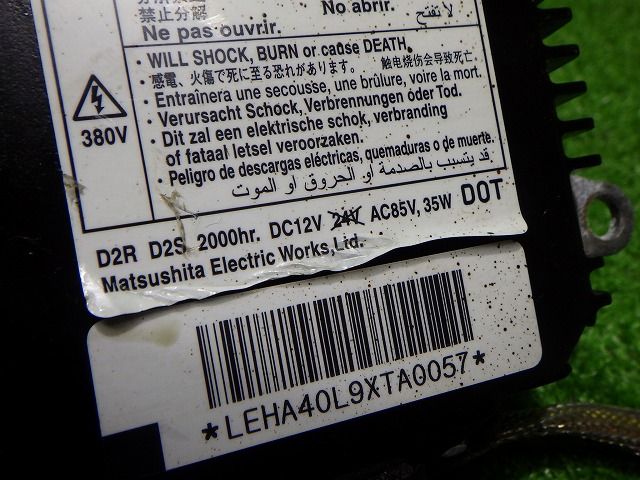 禁止分解
No abrir.
Ne pas ouvrir.
لا تفتح
• WILL SHOCK, BURN or cause DEATH.
• 感電、火傷で死に至る恐れがあります。 触电烧伤会导致死亡.
• Entraînera une secousse, une brûlure, voire la mort.
• Verursacht Schock, Verbrennungen oder Tod.
• Dit zal een elektrische schok, verbranding
of fataal letsel veroorzaken.
• Peligro de descargas eléctricas, quemaduras o de muerte.
قد يتسبب بالصدمة أو الحروق أو الموت •
380V
D2R D2S 2000hr. DC12V 24V AC85V, 35W DOT
Matsushita Electric Works, Ltd.
*LEHA40L9XTA0057*